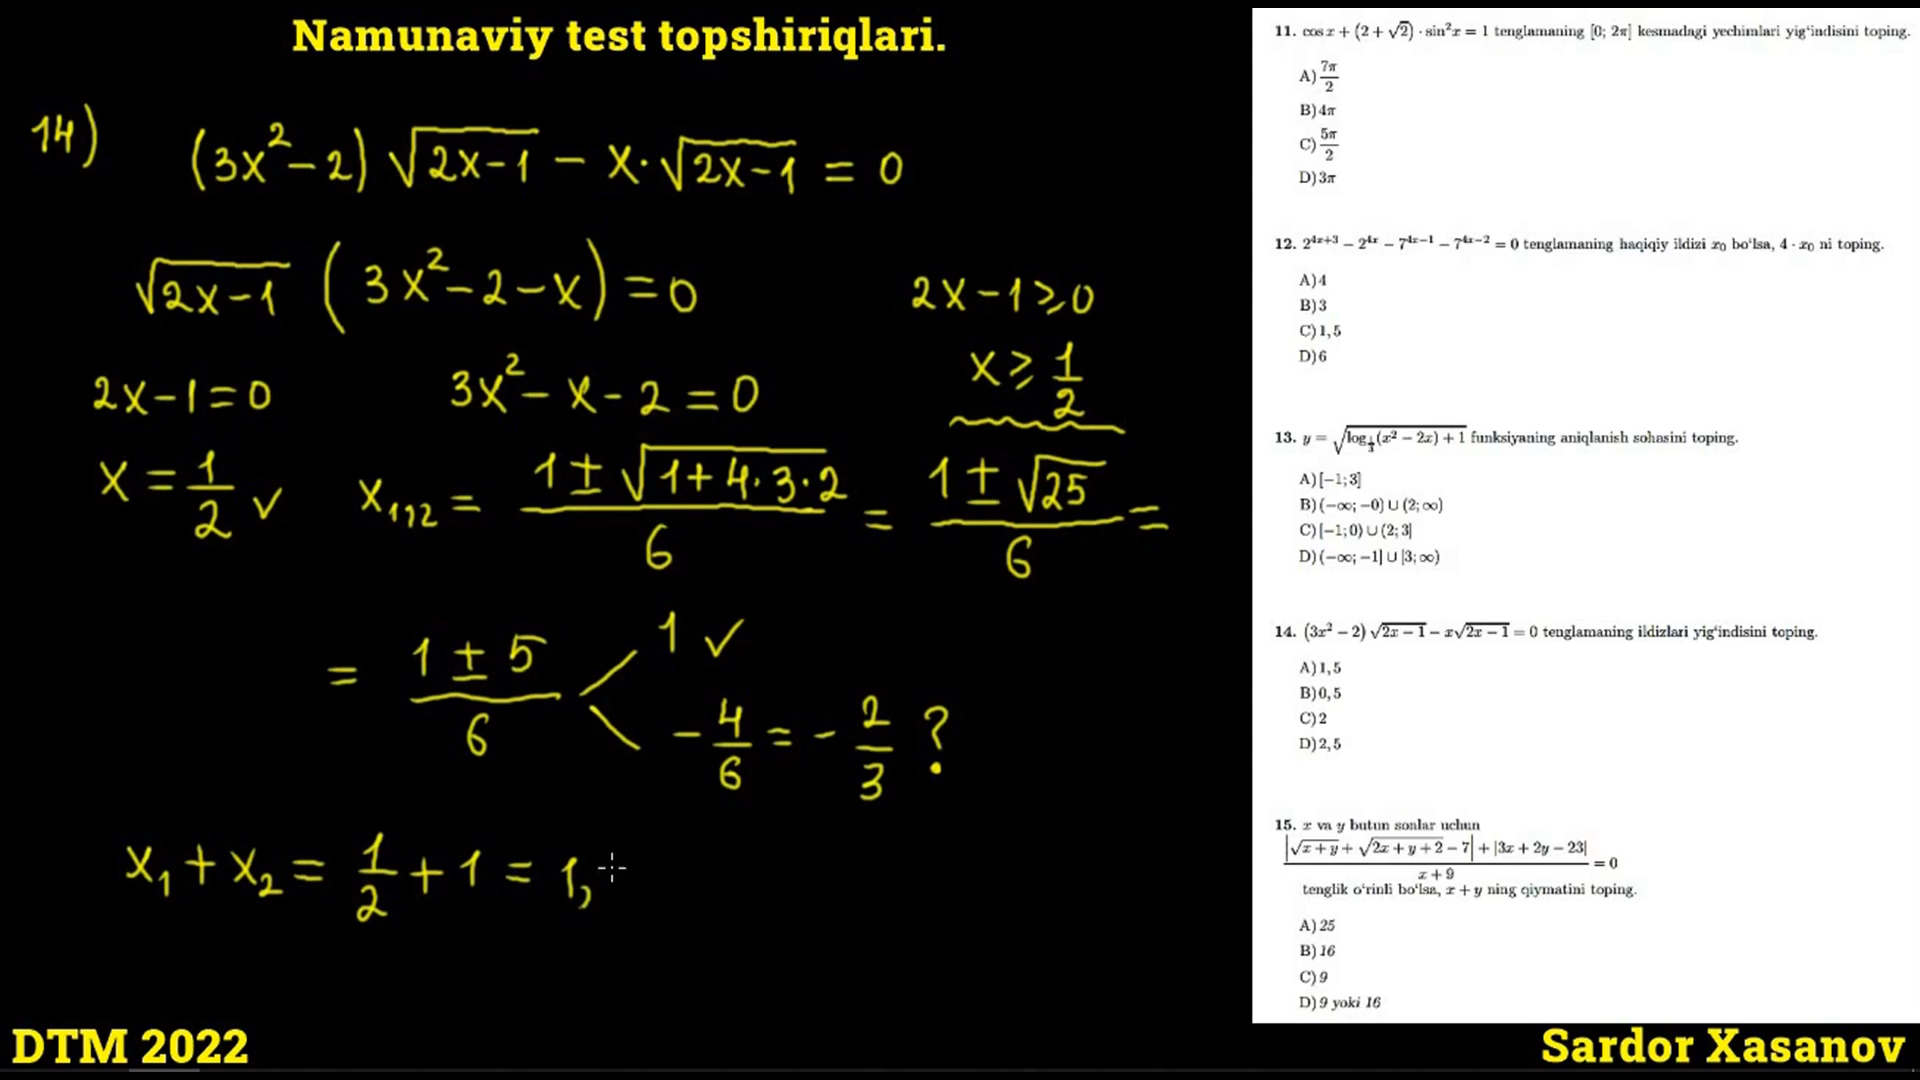 Namunaviy test topshiriqlari.
14)
(3x² − 2) √(2x−1) − x·√(2x−1) = 0
√(2x−1) (3x² − 2 − x) = 0
2x − 1 ≥ 0
x ≥ 1/2
2x − 1 = 0
3x² − x − 2 = 0
x = 1/2 ✓
x₁,₂ = (1 ± √(1+4·3·2))/6 = (1 ± √25)/6 =
= (1 ± 5)/6
1 ✓
−4/6 = −2/3 ?
x₁ + x₂ = 1/2 + 1 = 1,
11. cos x + (2 + √2) · sin²x = 1 tenglamaning [0; 2π] kesmadagi yechimlari yig‘indisini toping.
A) 7π/2
B) 4π
C) 5π/2
D) 3π
12. 2^(4x+3) − 2^(4x) − 7^(4x−1) − 7^(4x−2) = 0 tenglamaning haqiqiy ildizi x₀ bo‘lsa, 4 · x₀ ni toping.
A) 4
B) 3
C) 1, 5
D) 6
13. y = √(log_(1/3)(x² − 2x) + 1) funksiyaning aniqlanish sohasini toping.
A) [−1; 3]
B) (−∞; −0) ∪ (2; ∞)
C) [−1; 0) ∪ (2; 3]
D) (−∞; −1] ∪ [3; ∞)
14. (3x² − 2) √(2x − 1) − x√(2x − 1) = 0 tenglamaning ildizlari yig‘indisini toping.
A) 1, 5
B) 0, 5
C) 2
D) 2, 5
15. x va y butun sonlar uchun
(|√(x + y) + √(2x + y + 2) − 7| + |3x + 2y − 23|)/(x + 9) = 0
tenglik o‘rinli bo‘lsa, x + y ning qiymatini toping.
A) 25
B) 16
C) 9
D) 9 yoki 16
DTM 2022
Sardor Xasanov